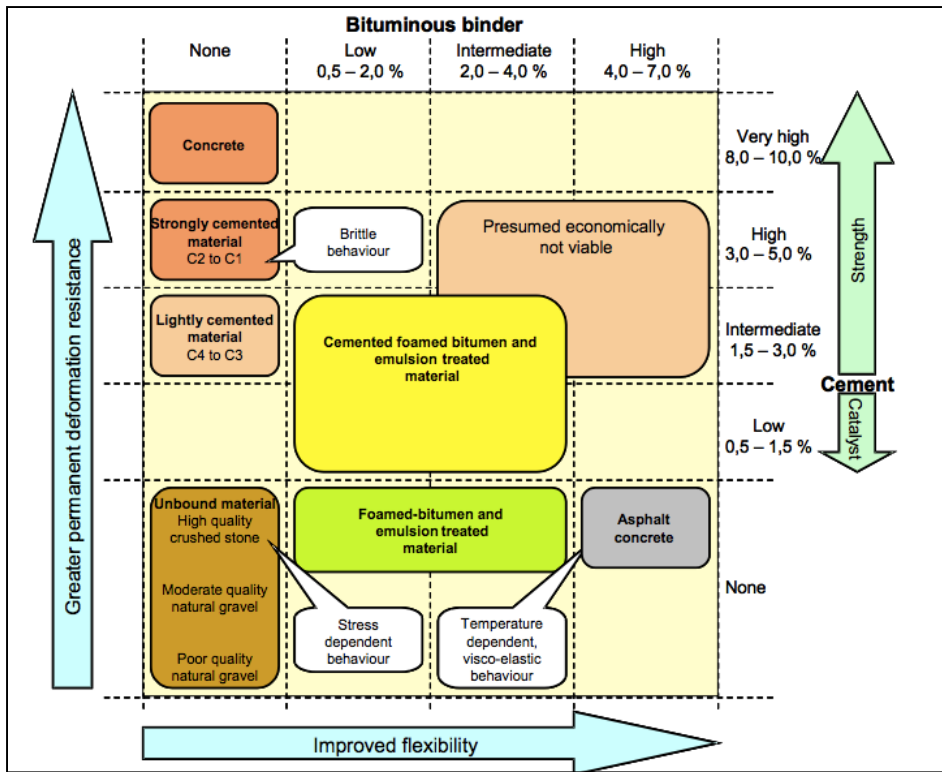 Bituminous binder
None
Low
0,5 – 2,0 %
Intermediate
2,0 – 4,0 %
High
4,0 – 7,0 %
Greater permanent deformation resistance
Concrete
Very high
8,0 – 10,0 %
Strongly cemented
material
C2 to C1
Brittle
behaviour
Presumed economically
not viable
High
3,0 – 5,0 %
Strength
Lightly cemented
material
C4 to C3
Cemented foamed bitumen and
emulsion treated
material
Intermediate
1,5 – 3,0 %
Cement
Catalyst
Low
0,5 – 1,5 %
Unbound material
High quality
crushed stone
Moderate quality
natural gravel
Poor quality
natural gravel
Foamed-bitumen and
emulsion treated
material
Asphalt
concrete
Stress
dependent
behaviour
Temperature
dependent,
visco-elastic
behaviour
None
Improved flexibility